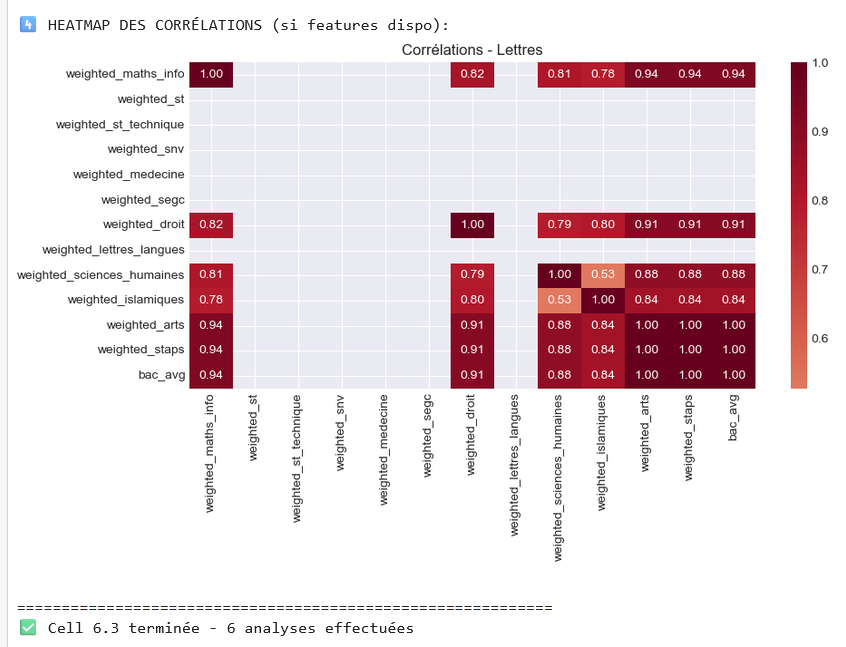 4 HEATMAP DES CORRÉLATIONS (si features dispo):
Corrélations - Lettres
weighted_maths_info 1.00 0.82 0.81 0.78 0.94 0.94 0.94
weighted_st
weighted_st_technique
weighted_snv
weighted_medecine
weighted_segc
weighted_droit 0.82 1.00 0.79 0.80 0.91 0.91 0.91
weighted_lettres_langues
weighted_sciences_humaines 0.81 0.79 1.00 0.53 0.88 0.88 0.88
weighted_islamiques 0.78 0.80 0.53 1.00 0.84 0.84 0.84
weighted_arts 0.94 0.91 0.88 0.84 1.00 1.00 1.00
weighted_staps 0.94 0.91 0.88 0.84 1.00 1.00 1.00
bac_avg 0.94 0.91 0.88 0.84 1.00 1.00 1.00
1.0
0.9
0.8
0.7
0.6
weighted_maths_info
weighted_st
weighted_st_technique
weighted_snv
weighted_medecine
weighted_segc
weighted_droit
weighted_lettres_langues
weighted_sciences_humaines
weighted_islamiques
weighted_arts
weighted_staps
bac_avg
============================================================
✅ Cell 6.3 terminée - 6 analyses effectuées